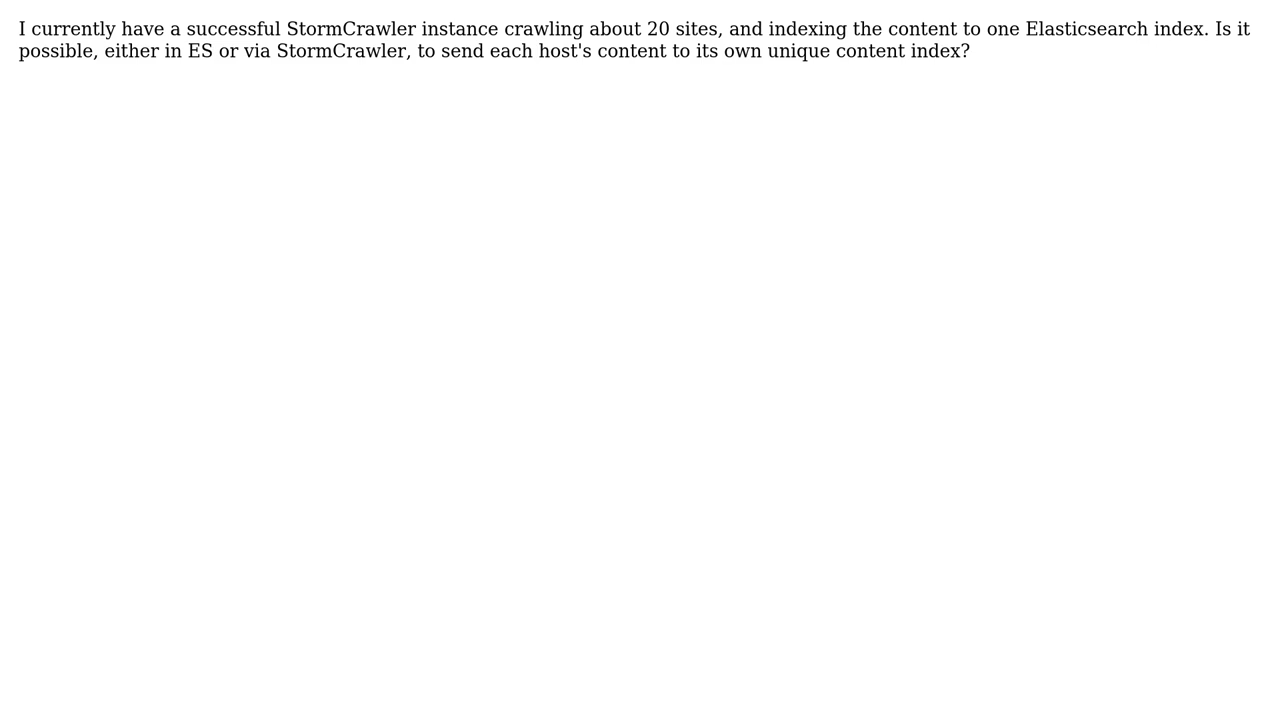 I currently have a successful StormCrawler instance crawling about 20 sites, and indexing the content to one Elasticsearch index. Is it
possible, either in ES or via StormCrawler, to send each host's content to its own unique content index?